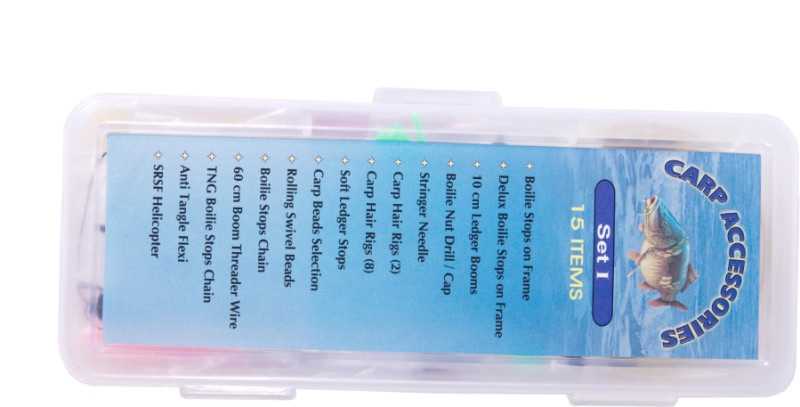 CARP ACCESSORIES
Set I
15 ITEMS
Boilie Stops on Frame
Delux Boilie Stops on Frame
10 cm Ledger Booms
Boilie Nut Drill / Cap
Stringer Needle
Carp Hair Rigs (2)
Carp Hair Rigs (8)
Soft Ledger Stops
Carp Beads Selection
Rolling Swivel Beads
Boilie Stops Chain
60 cm Boom Threader Wire
TNG Boilie Stops Chain
Anti Tangle Flexi
SRSF Helicopter